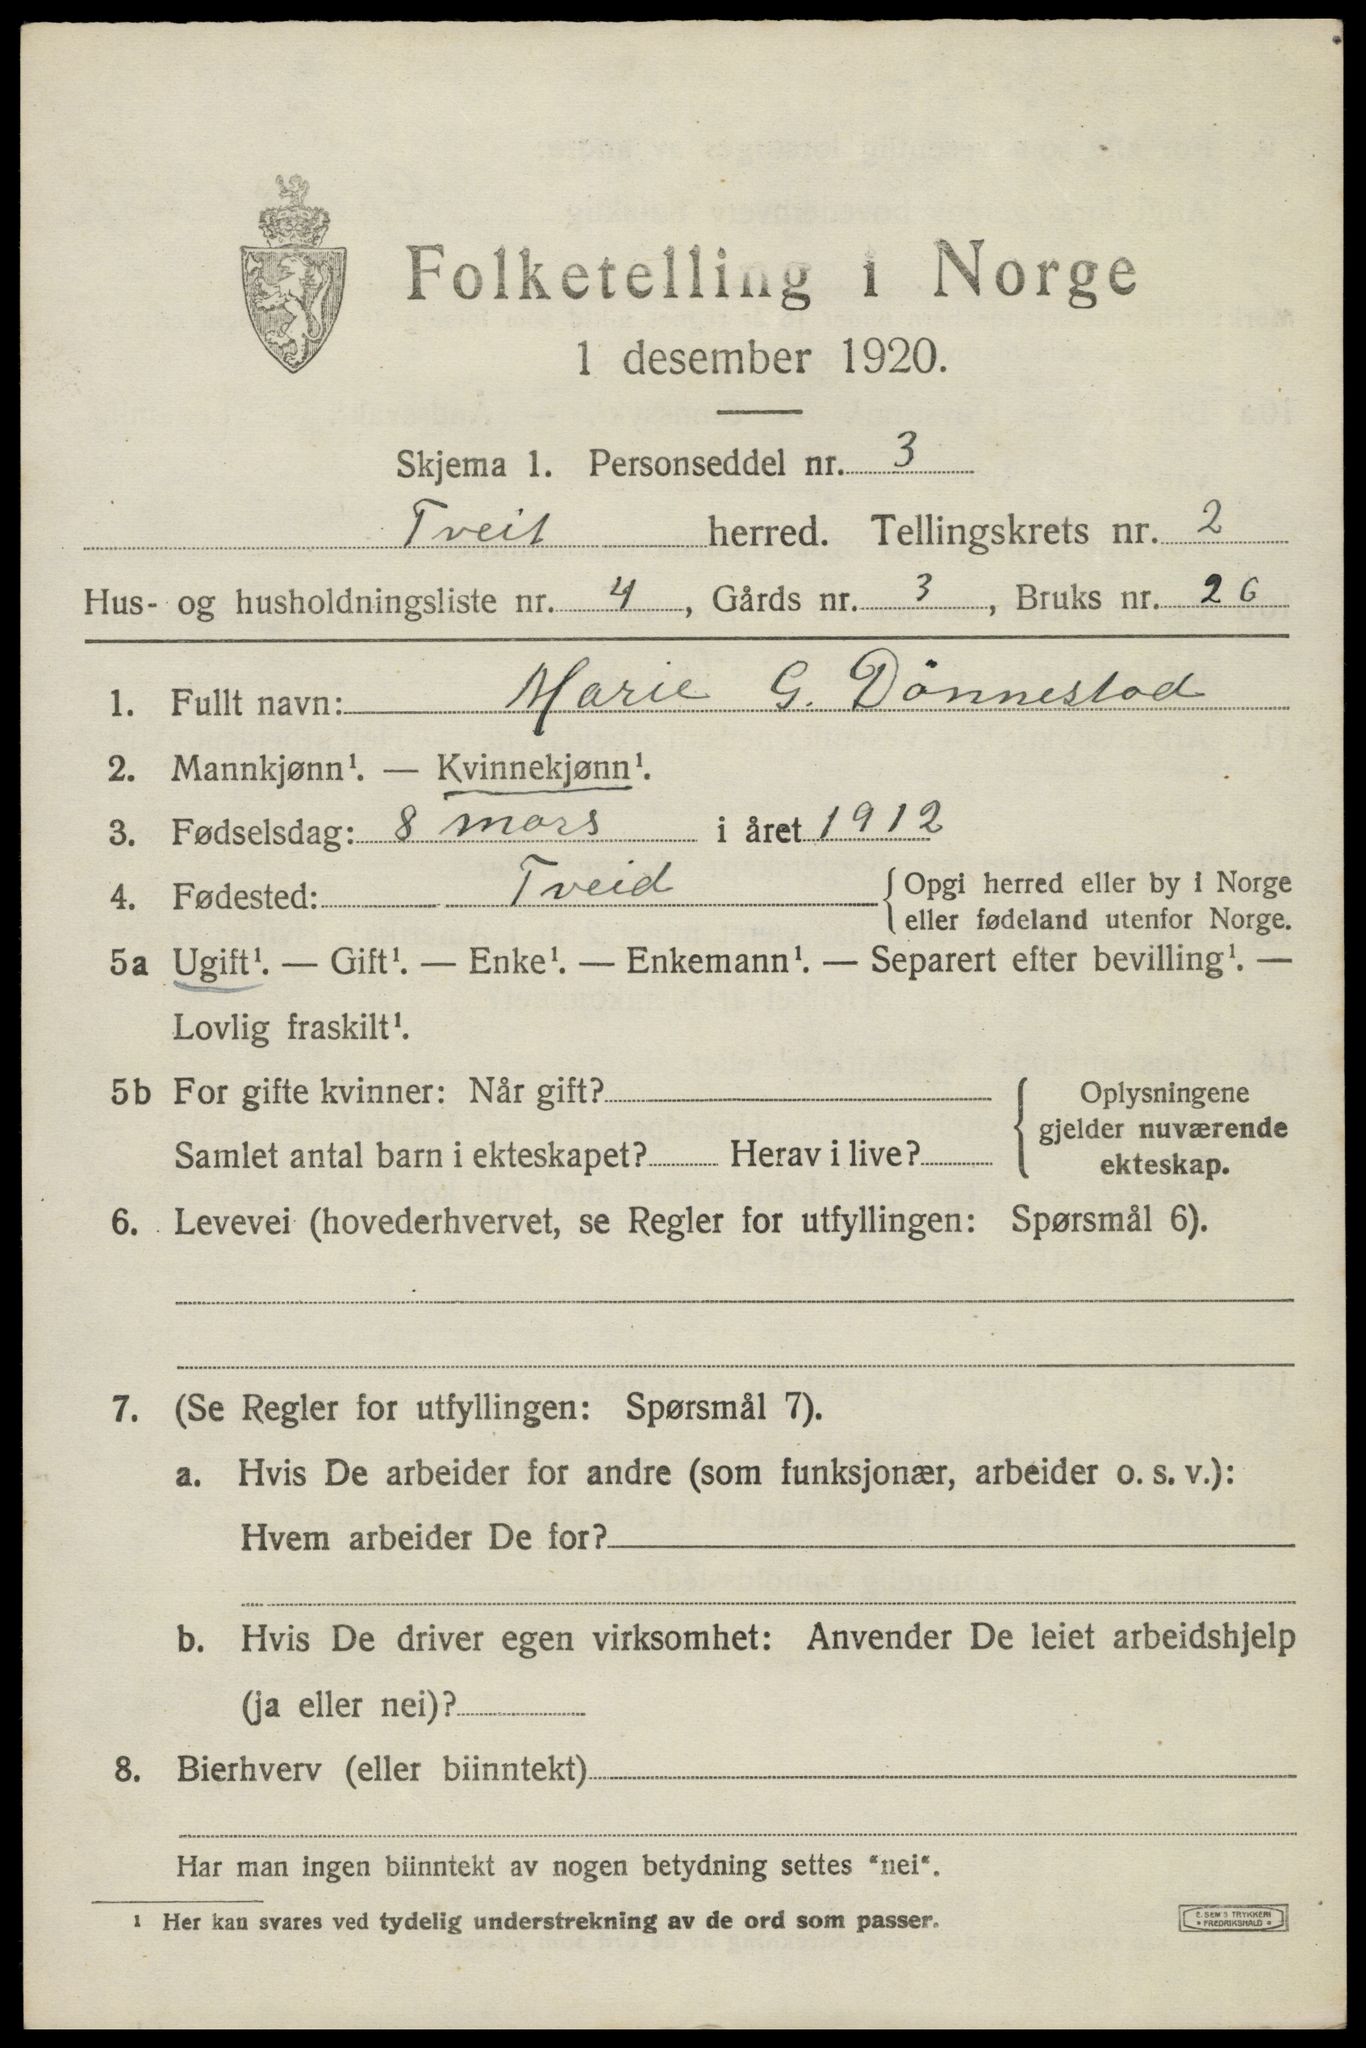 Folketelling i Norge
1 desember 1920.
Skjema 1. Personseddel nr. 3
Tveit herred. Tellingskrets nr. 2
Hus- og husholdningsliste nr. 4, Gårds nr. 3, Bruks nr. 26
1. Fullt navn: Marie G. Dönnestad
2. Mannkjønn¹. — Kvinnekjønn¹.
3. Fødselsdag: 8 mars i året 1912
4. Fødested: Tveid {Opgi herred eller by i Norge
eller fødeland utenfor Norge.
5a Ugift¹. — Gift¹. — Enke¹. — Enkemann¹. — Separert efter bevilling¹. —
Lovlig fraskilt¹.
5b For gifte kvinner: Når gift?
Samlet antal barn i ekteskapet? Herav i live?
{ Oplysningene
gjelder nuværende
ekteskap.
6. Levevei (hovederhvervet, se Regler for utfyllingen: Spørsmål 6).
7. (Se Regler for utfyllingen: Spørsmål 7).
a. Hvis De arbeider for andre (som funksjonær, arbeider o. s. v.):
Hvem arbeider De for?
b. Hvis De driver egen virksomhet: Anvender De leiet arbeidshjelp
(ja eller nei)?
8. Bierhverv (eller biinntekt)
Har man ingen biinntekt av nogen betydning settes "nei".
¹ Her kan svares ved tydelig understrekning av de ord som passer.
E. SEM'S TRYKKERI
• FREDRIKSHALD •